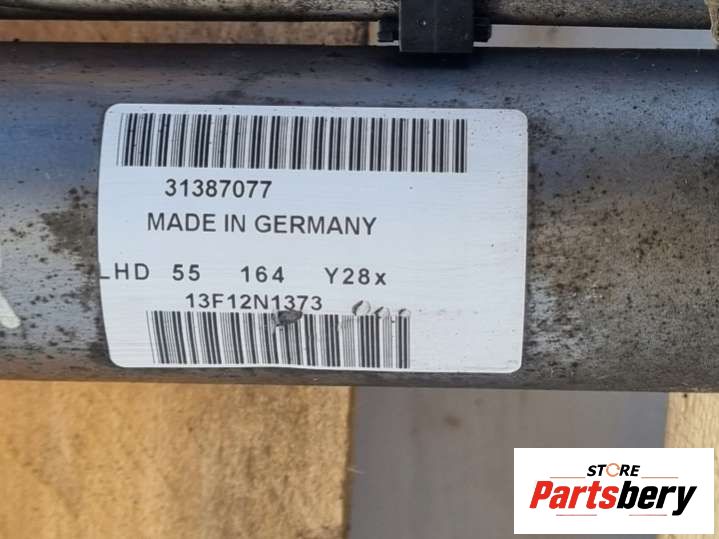 31387077
MADE IN GERMANY
LHD 55 164 Y28x
13F12N1373
STORE
Partsbery